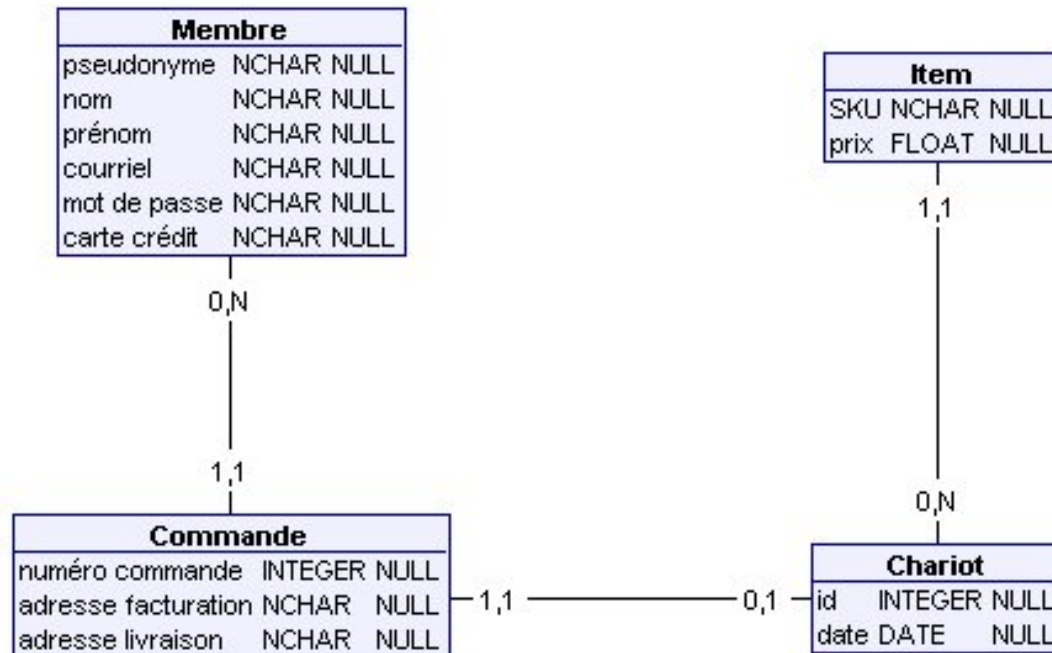 Membre
pseudonyme NCHAR NULL
nom NCHAR NULL
prénom NCHAR NULL
courriel NCHAR NULL
mot de passe NCHAR NULL
carte crédit NCHAR NULL
0,N
1,1
Commande
numéro commande INTEGER NULL
adresse facturation NCHAR NULL
adresse livraison NCHAR NULL
1,1
0,1
Item
SKU NCHAR NULL
prix FLOAT NULL
1,1
0,N
Chariot
id INTEGER NULL
date DATE NULL